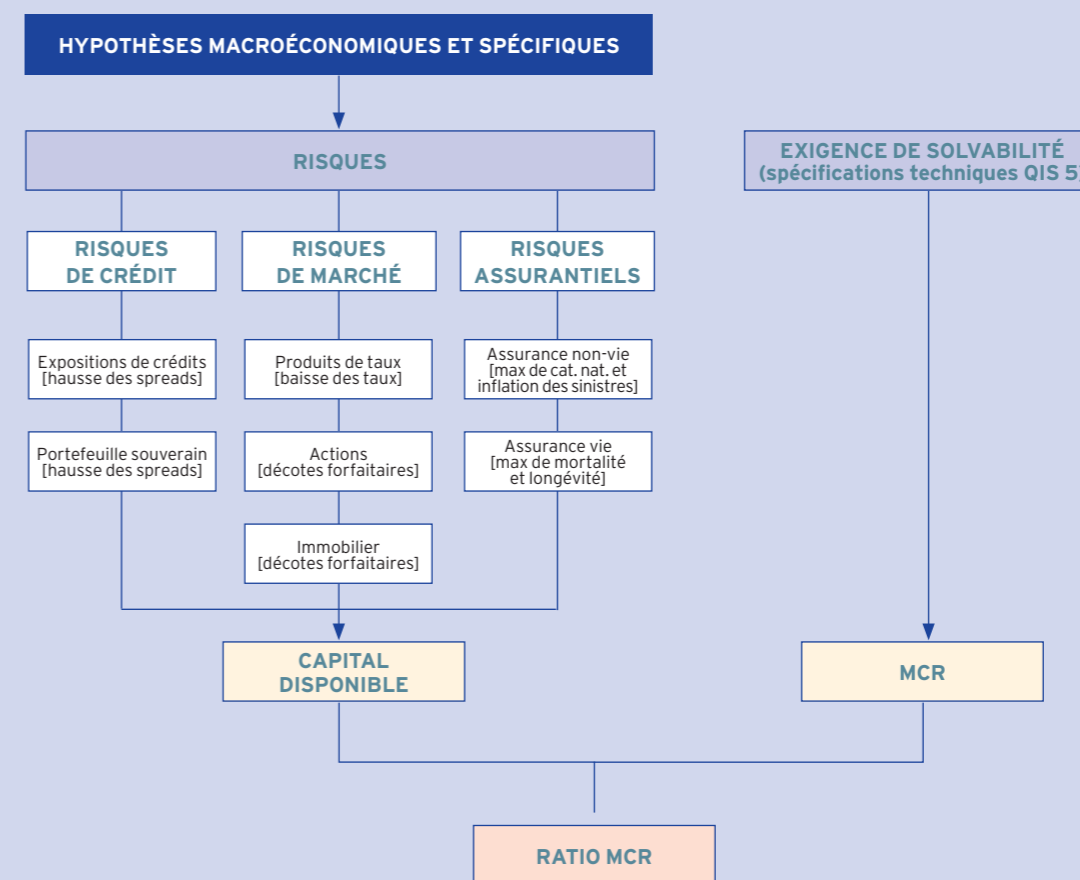 HYPOTHÈSES MACROÉCONOMIQUES ET SPÉCIFIQUES
RISQUES
EXIGENCE DE SOLVABILITÉ
(spécifications techniques QIS 5)
RISQUES
DE CRÉDIT
RISQUES
DE MARCHÉ
RISQUES
ASSURANTIELS
Expositions de crédits
[hausse des spreads]
Produits de taux
[baisse des taux]
Assurance non-vie
[max de cat. nat. et
inflation des sinistres]
Portefeuille souverain
[hausse des spreads]
Actions
[décotes forfaitaires]
Assurance vie
[max de mortalité
et longévité]
Immobilier
[décotes forfaitaires]
CAPITAL
DISPONIBLE
MCR
RATIO MCR